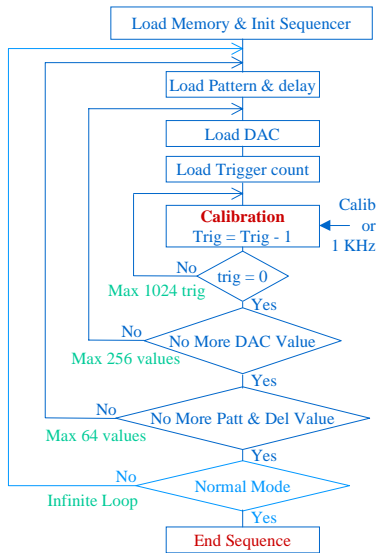 Load Memory & Init Sequencer
Load Pattern & delay
Load DAC
Load Trigger count
Calibration
Trig = Trig - 1
Calib
or
1 KHz
No
trig = 0
Max 1024 trig
Yes
No
No More DAC Value
Max 256 values
Yes
No
No More Patt & Del Value
Max 64 values
Yes
No
Normal Mode
Infinite Loop
Yes
End Sequence